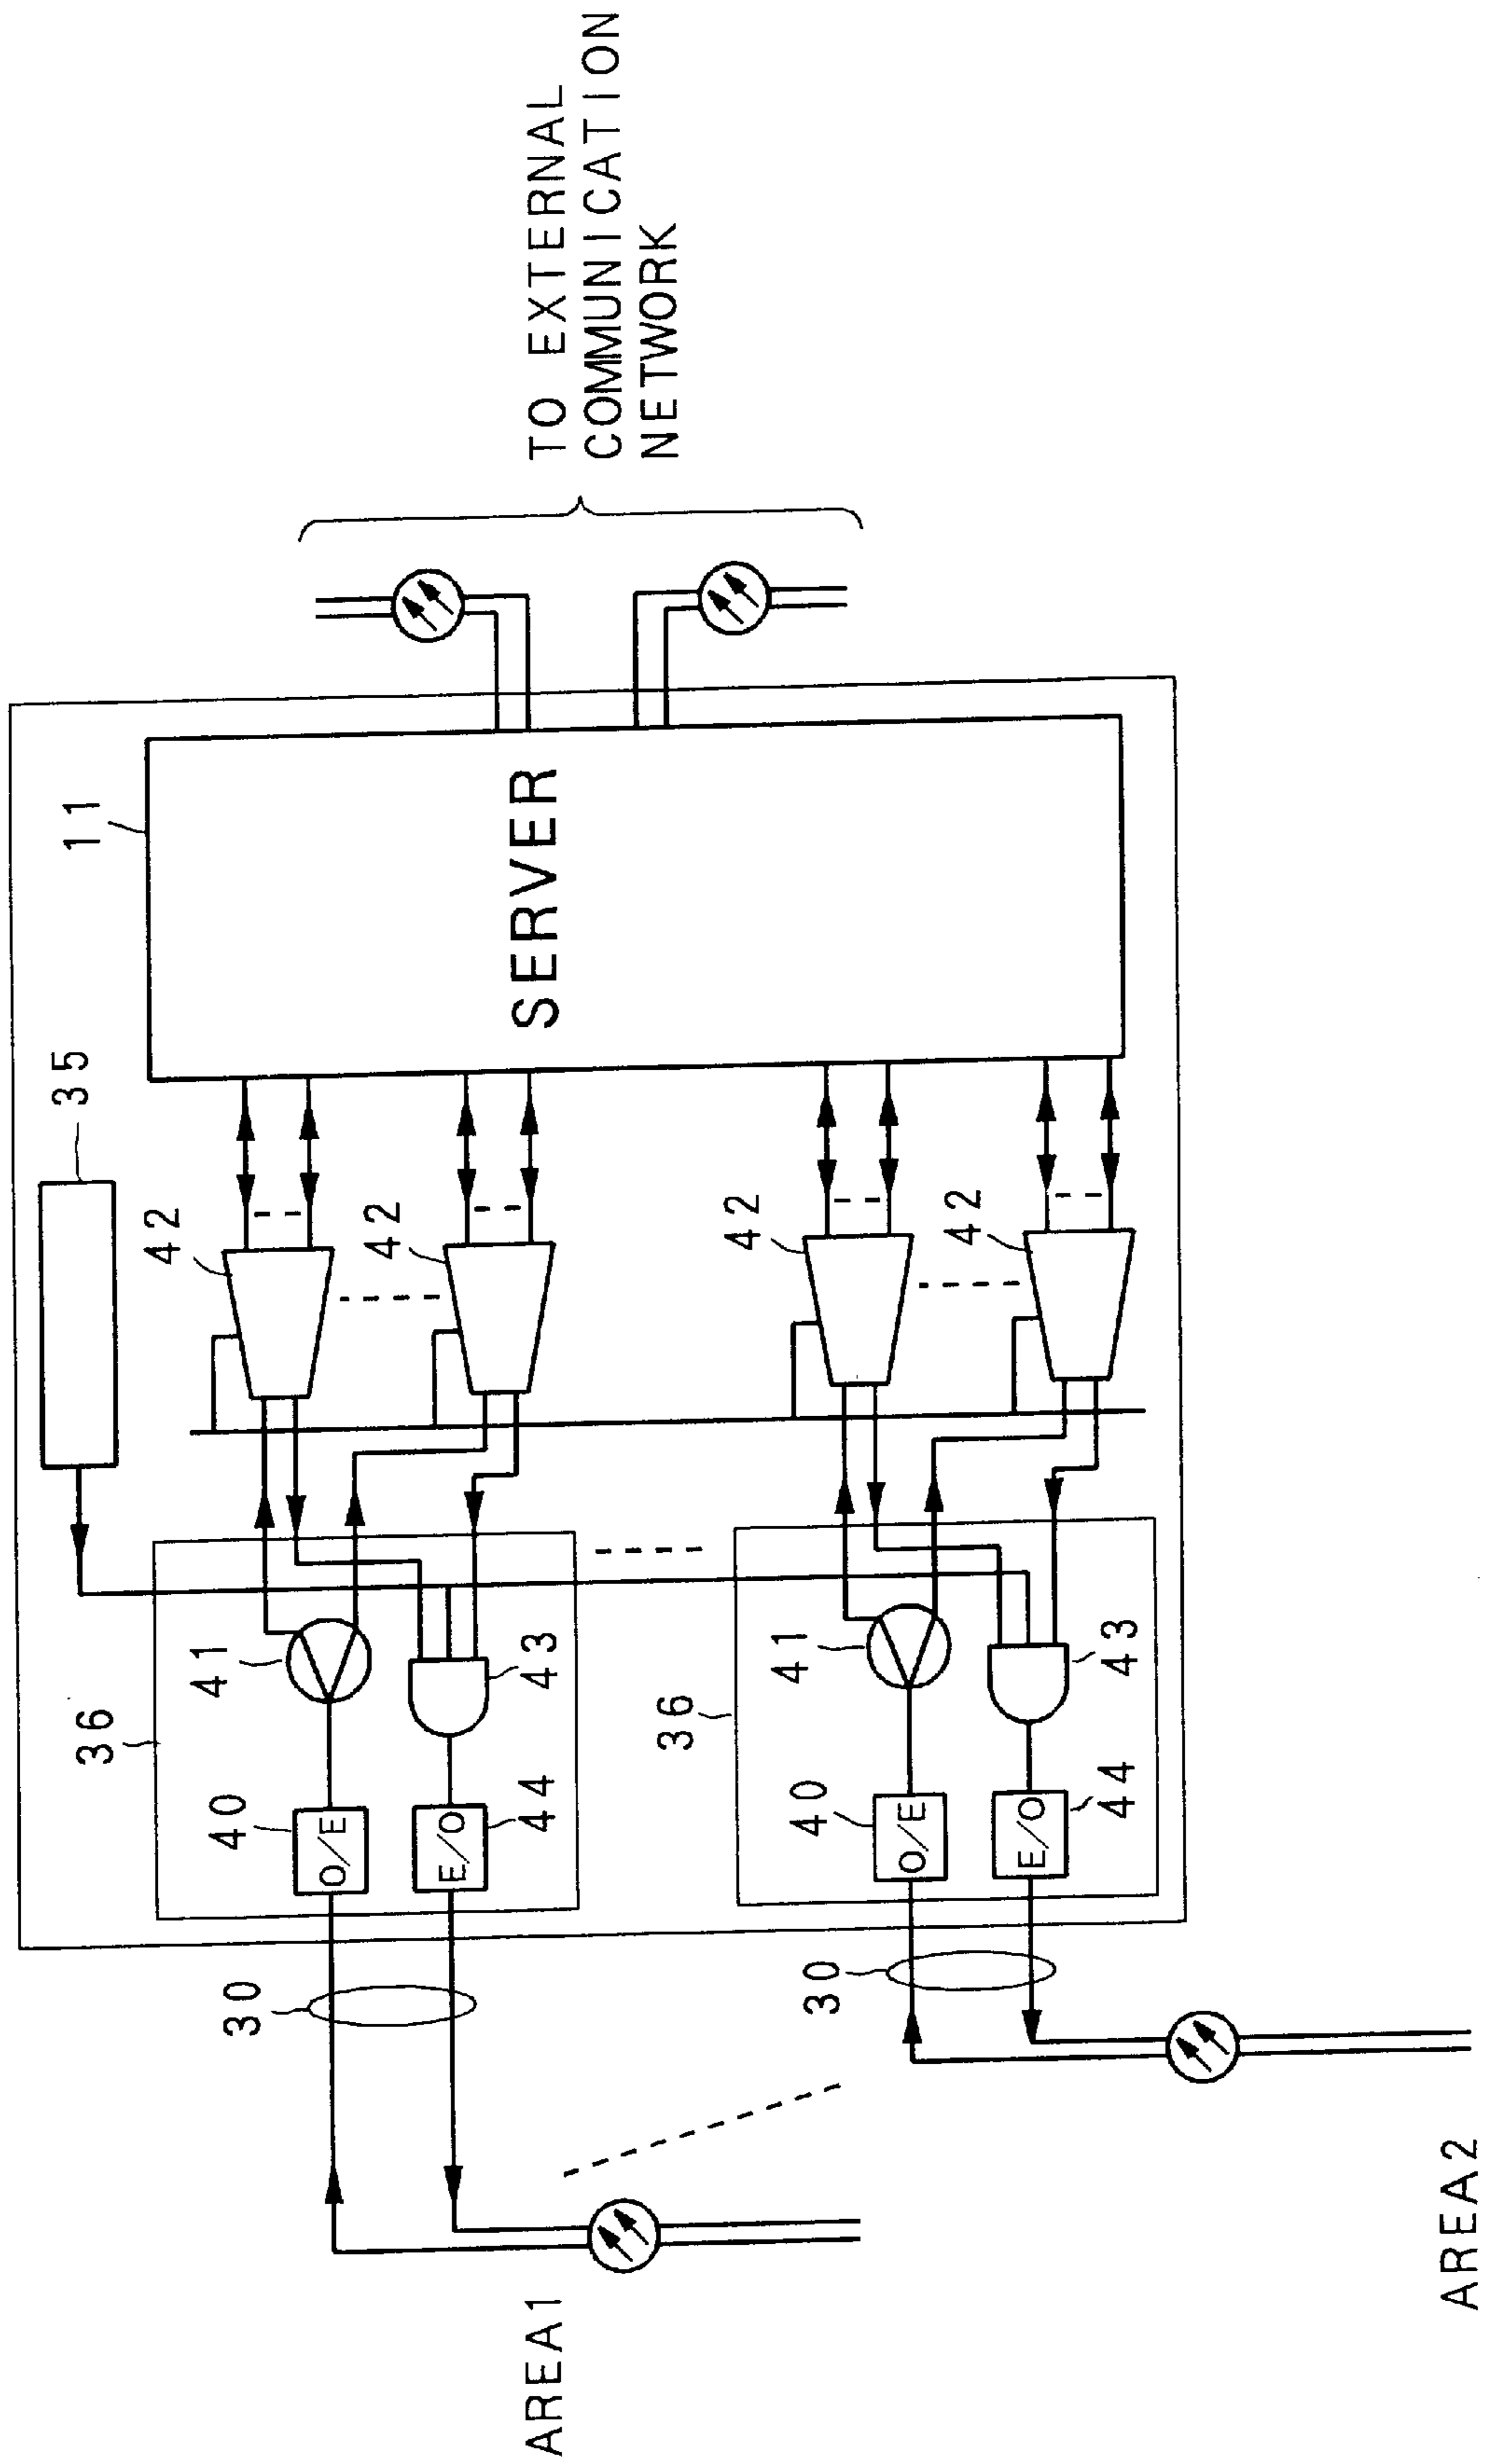 35
11
42
42
42
42
36
41
40
O/E
43
44
E/O
36
41
40
O/E
43
44
E/O
30
30
SERVER
TO EXTERNAL
COMMUNICATION
NETWORK
AREA1
AREA2